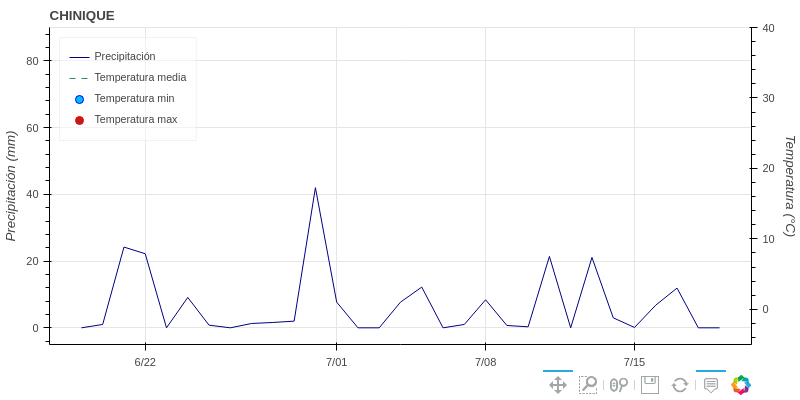 CHINIQUE
Precipitación
Temperatura media
Temperatura min
Temperatura max
Precipitación (mm)
80
60
40
20
0
Temperatura (°C)
40
30
20
10
0
6/22
7/01
7/08
7/15